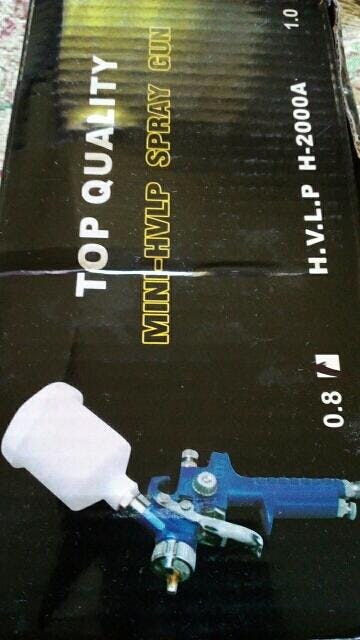 TOP QUALITY
MINI-HVLP SPRAY GUN
H.V.L.P H-2000A
0.8
1.0